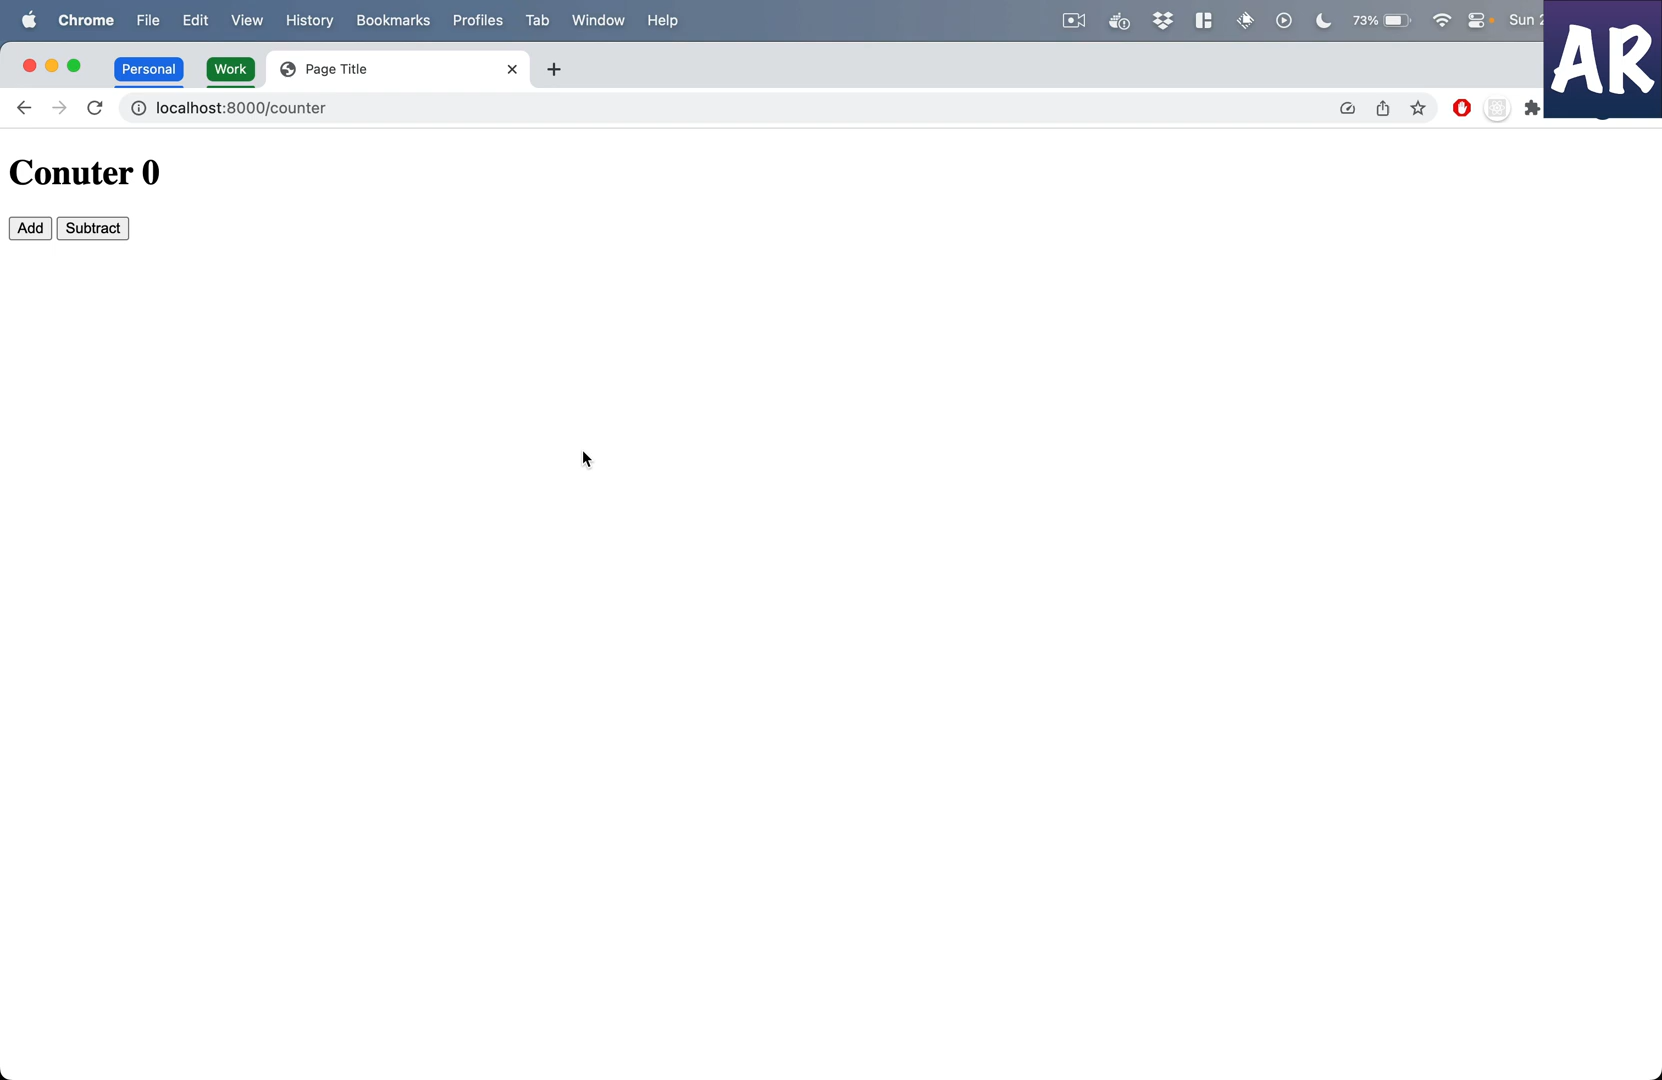 Chrome File Edit View History Bookmarks Profiles Tab Window Help 73% Sun
AR
Personal Work Page Title
localhost:8000/counter
Conuter 0
Add Subtract